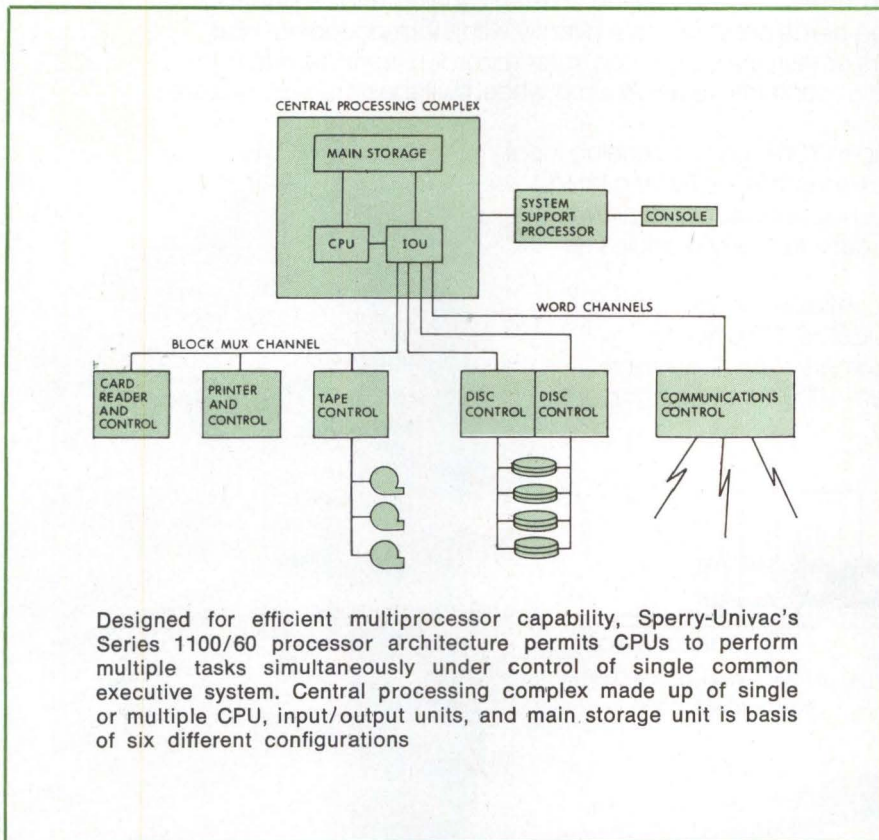 CENTRAL PROCESSING COMPLEX
MAIN STORAGE
CPU
IOU
SYSTEM
SUPPORT
PROCESSOR
CONSOLE
WORD CHANNELS
BLOCK MUX CHANNEL
CARD
READER
AND
CONTROL
PRINTER
AND
CONTROL
TAPE
CONTROL
DISC
CONTROL
DISC
CONTROL
COMMUNICATIONS
CONTROL
Designed for efficient multiprocessor capability, Sperry-Univac's
Series 1100/60 processor architecture permits CPUs to perform
multiple tasks simultaneously under control of single common
executive system. Central processing complex made up of single
or multiple CPU, input/output units, and main storage unit is basis
of six different configurations